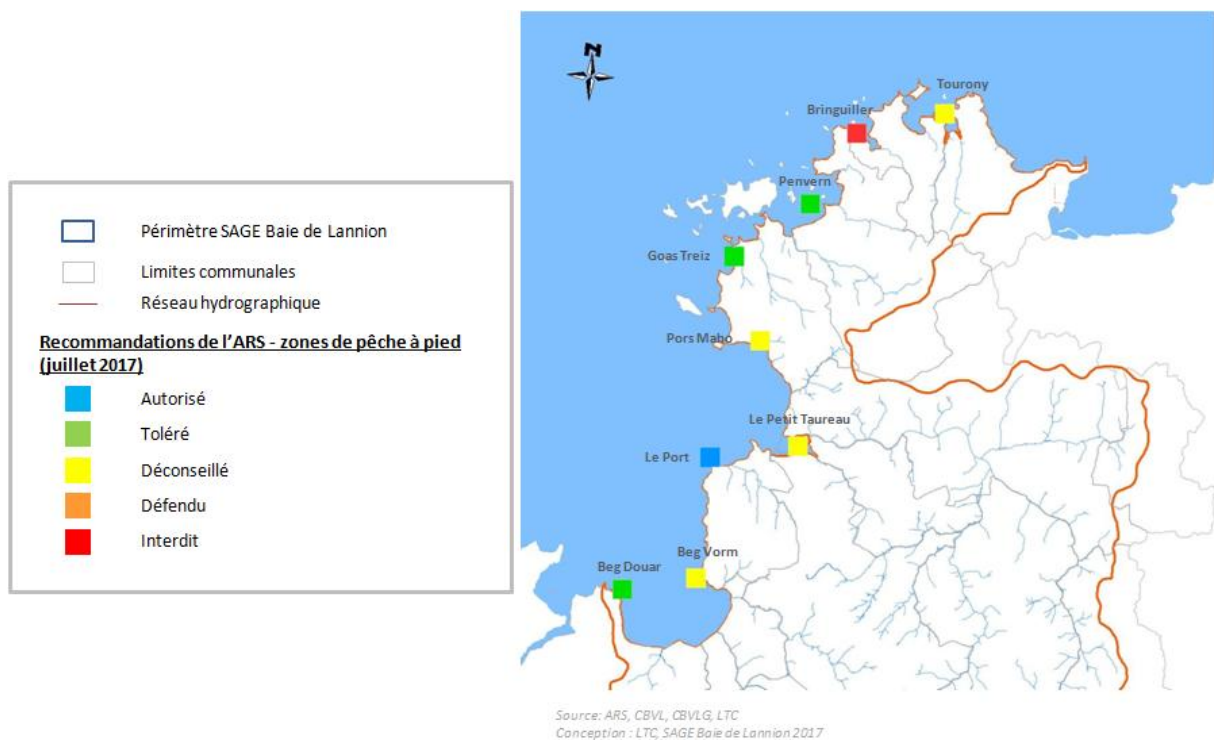 Périmètre SAGE Baie de Lannion
Limites communales
Réseau hydrographique
Recommandations de l'ARS - zones de pêche à pied
(juillet 2017)
Autorisé
Toléré
Déconseillé
Défendu
Interdit
N
Tourony
Bringuiller
Penvern
Goas Treiz
Pors Mabo
Le Petit Taureau
Le Port
Beg Vorm
Beg Douar
Source: ARS, CBVL, CBVLG, LTC
Conception : LTC, SAGE Baie de Lannion 2017